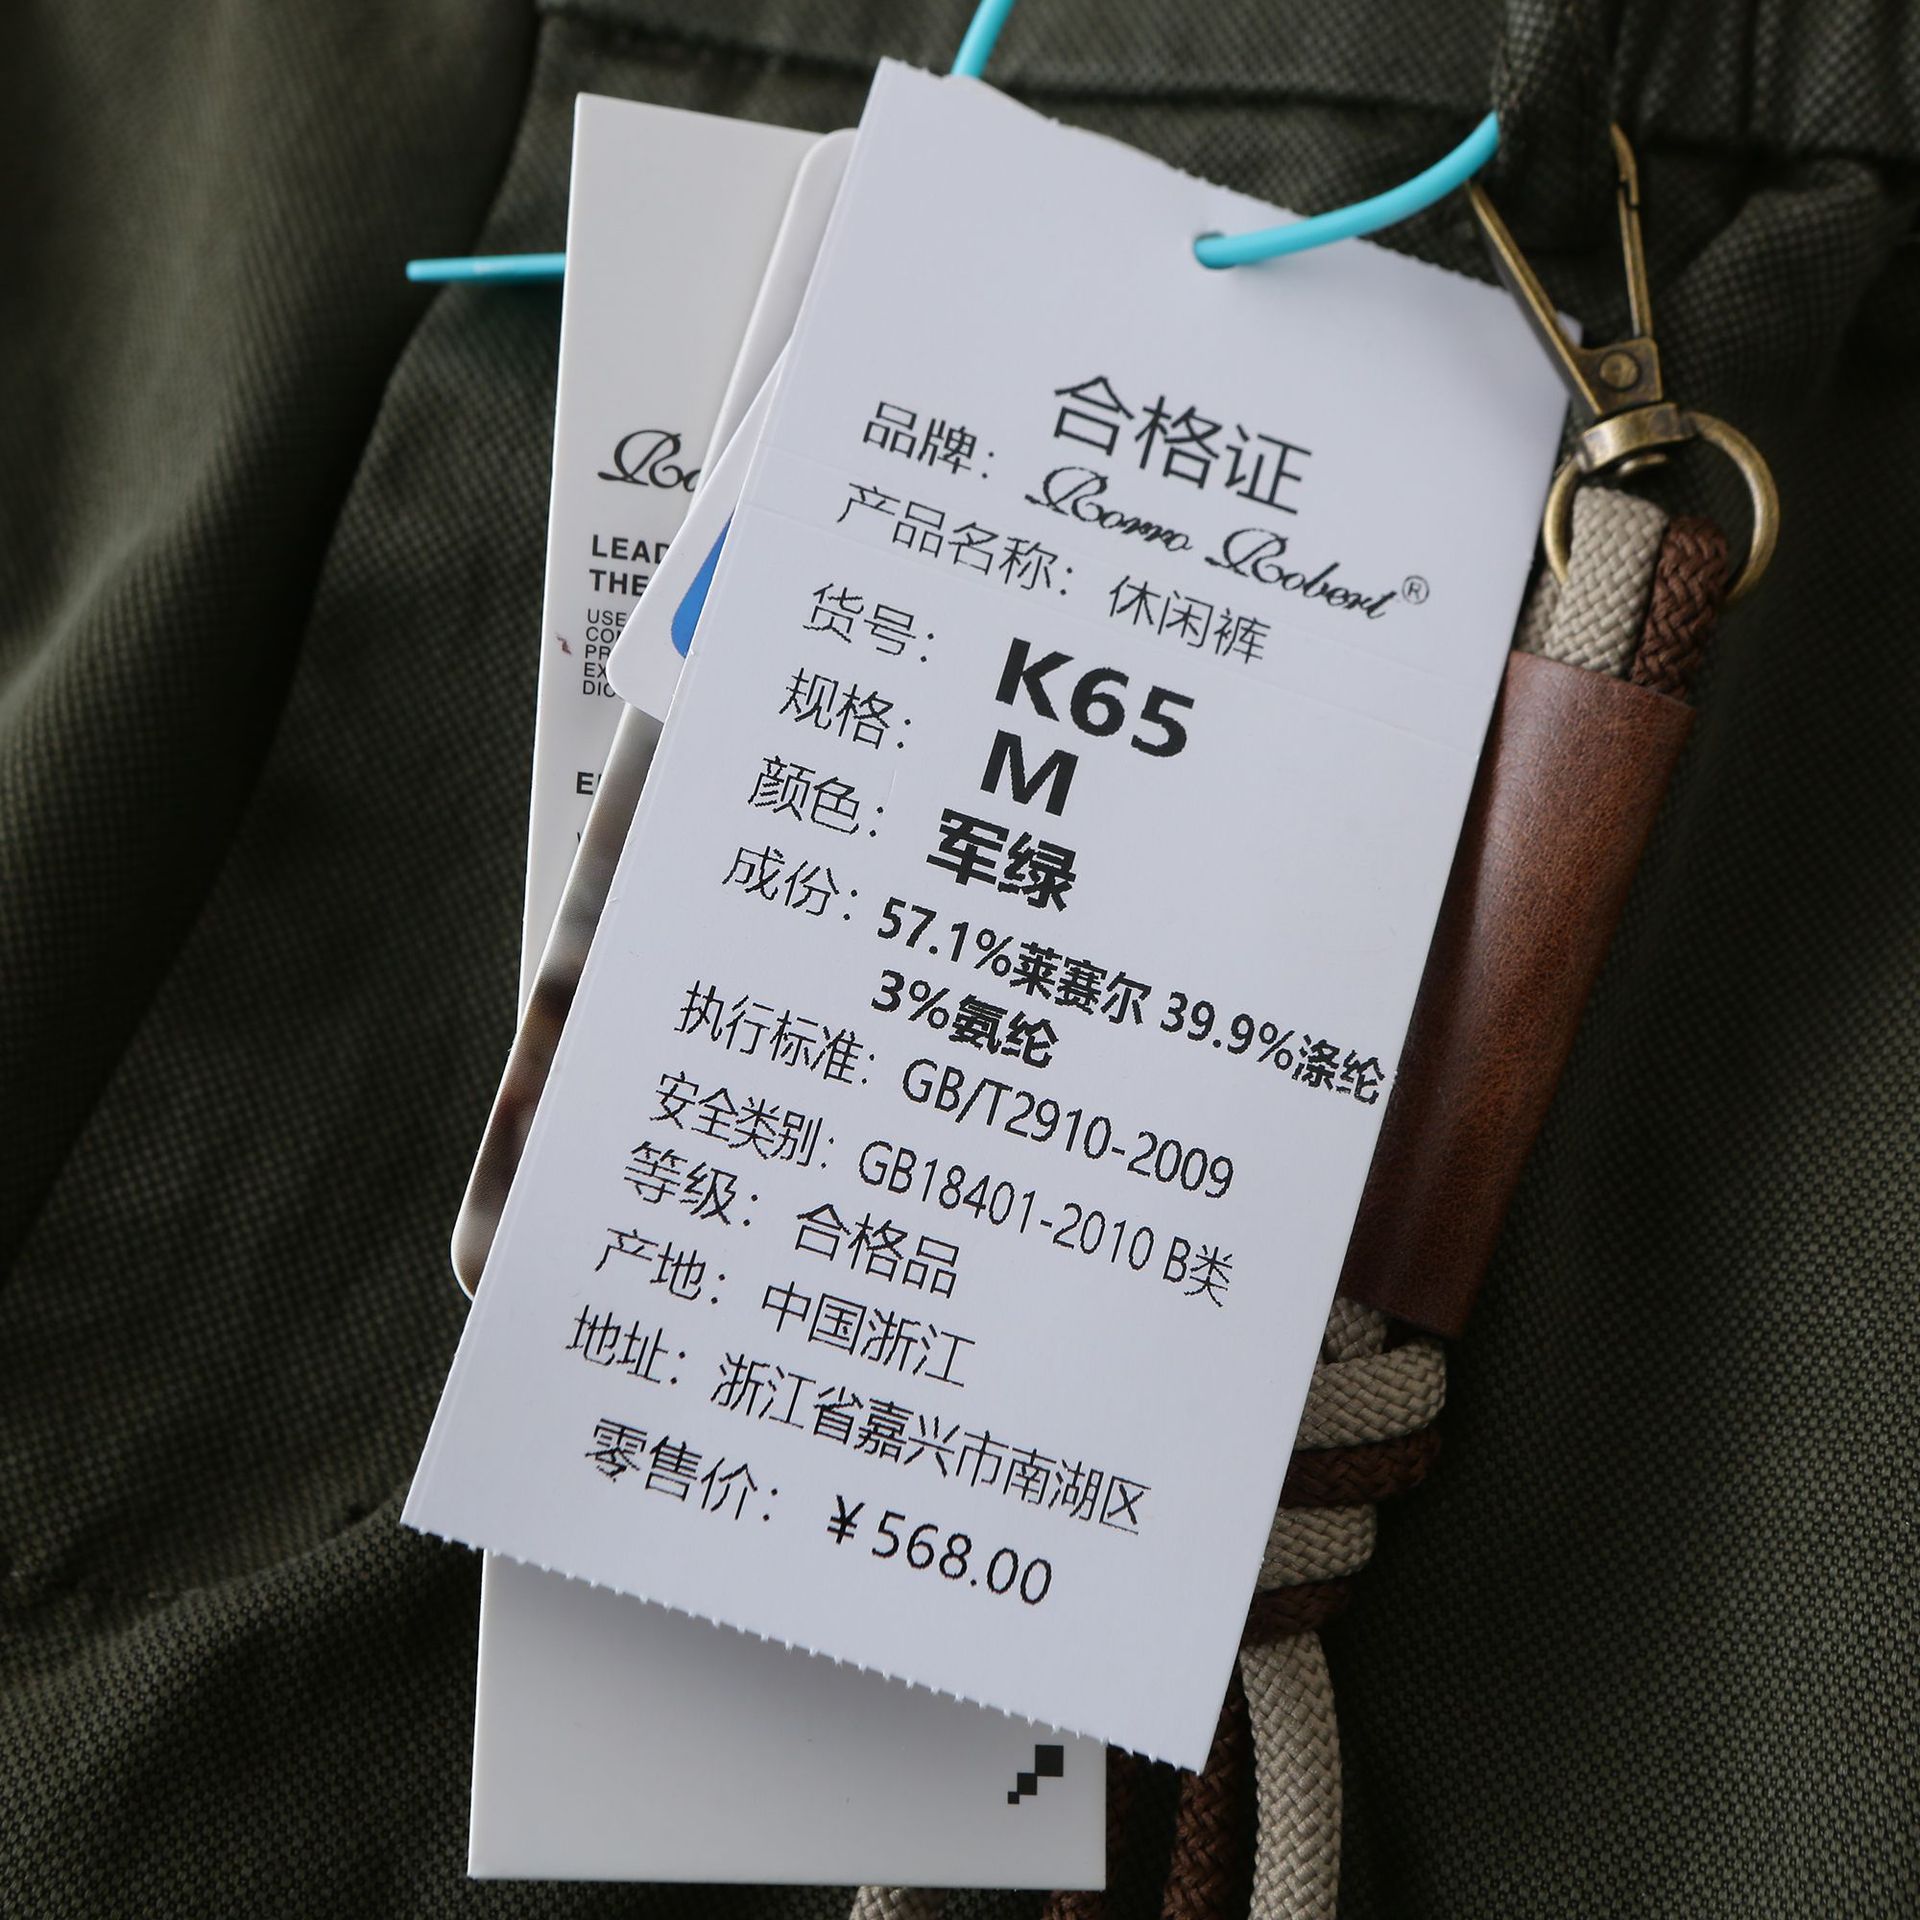 合格证
品牌： Romo Robert®
产品名称：休闲裤
货号： K65
规格： M
颜色： 军绿
成份：57.1%莱赛尔 39.9%涤纶
3%氨纶
执行标准：GB/T2910-2009
安全类别：GB18401-2010 B类
等级：合格品
产地：中国浙江
地址：浙江省嘉兴市南湖区
零售价：￥568.00
LEAD
THE
USE